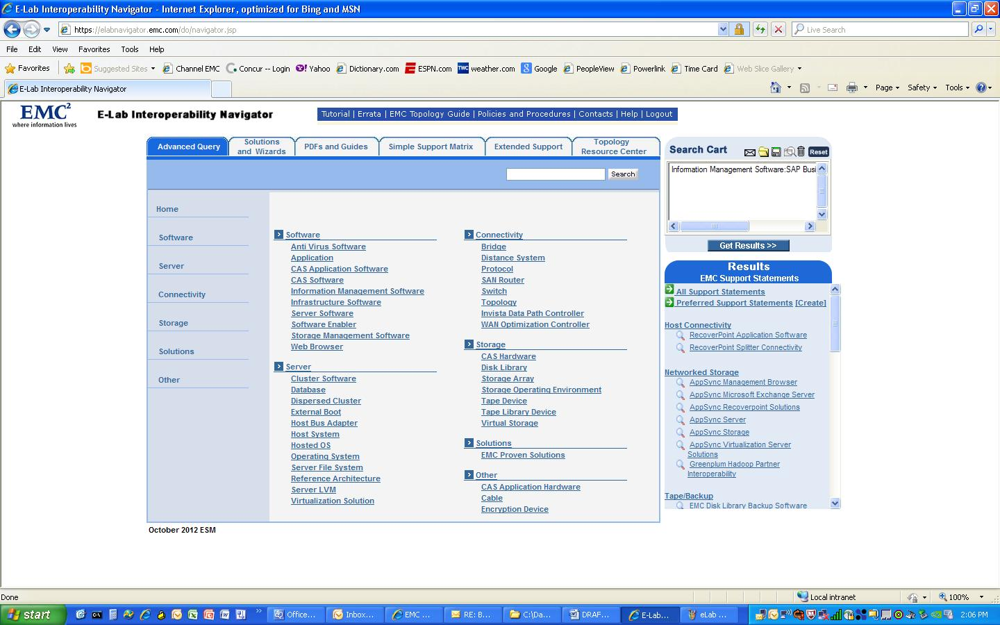 E-Lab Interoperability Navigator - Internet Explorer, optimized for Bing and MSN
https://elabnavigator.emc.com/do/navigator.jsp
Live Search
File Edit View Favorites Tools Help
Favorites Suggested Sites Channel EMC Concur -- Login Yahoo Dictionary.com ESPN.com weather.com Google PeopleView Powerlink Time Card Web Slice Gallery
E-Lab Interoperability Navigator
Page Safety Tools
EMC2
where information lives
E-Lab Interoperability Navigator
Tutorial | Errata | EMC Topology Guide | Policies and Procedures | Contacts | Help | Logout
Advanced Query
Solutions
and Wizards
PDFs and Guides
Simple Support Matrix
Extended Support
Topology
Resource Center
Search
Home
Software
Server
Connectivity
Storage
Solutions
Other
Software
Anti Virus Software
Application
CAS Application Software
CAS Software
Information Management Software
Infrastructure Software
Server Software
Software Enabler
Storage Management Software
Web Browser
Server
Cluster Software
Database
Dispersed Cluster
External Boot
Host Bus Adapter
Host System
Hosted OS
Operating System
Server File System
Reference Architecture
Server LVM
Virtualization Solution
Connectivity
Bridge
Distance System
Protocol
SAN Router
Switch
Topology
Invista Data Path Controller
WAN Optimization Controller
Storage
CAS Hardware
Disk Library
Storage Array
Storage Operating Environment
Tape Device
Tape Library Device
Virtual Storage
Solutions
EMC Proven Solutions
Other
CAS Application Hardware
Cable
Encryption Device
October 2012 ESM
Search Cart
Reset
Information Management Software:SAP Busi
Get Results >>
Results
EMC Support Statements
All Support Statements
Preferred Support Statements [Create]
Host Connectivity
RecoverPoint Application Software
RecoverPoint Splitter Connectivity
Networked Storage
AppSync Management Browser
AppSync Microsoft Exchange Server
AppSync Recoverpoint Solutions
AppSync Server
AppSync Storage
AppSync Virtualization Server
Solutions
Greenplum Hadoop Partner
Interoperability
Tape/Backup
EMC Disk Library Backup Software
Done
Local intranet
100%
start
Office...
Inbox...
EMC ...
RE: B...
C:\Da...
DRAF...
E-Lab...
eLab ...
2:06 PM